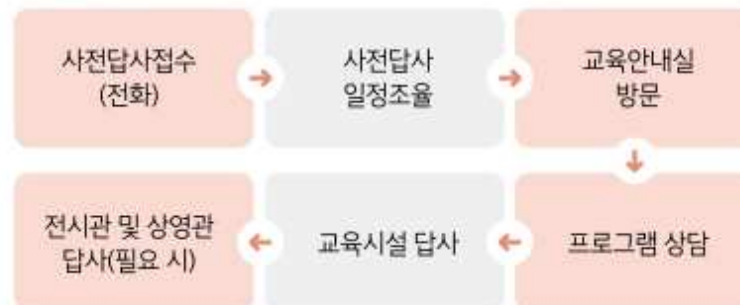 사전답사접수
(전화)
사전답사
일정조율
교육안내실
방문
프로그램 상담
교육시설 답사
전시관 및 상영관
답사(필요 시)